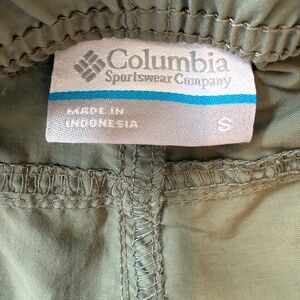 Columbia
Sportswear Company
MADE IN
INDONESIA
S